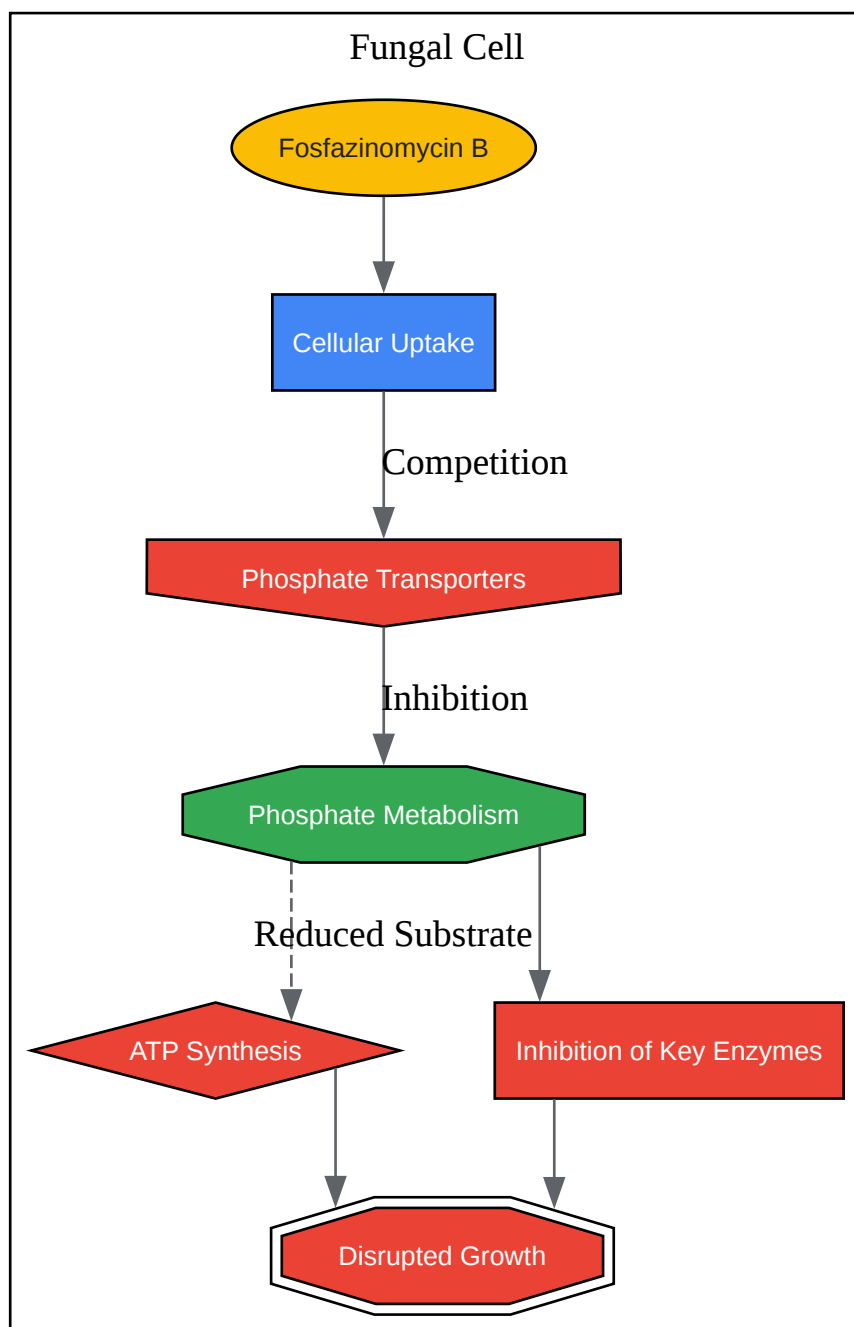 Fungal Cell
Fosfazinomycin B
Cellular Uptake
Competition
Phosphate Transporters
Inhibition
Phosphate Metabolism
Reduced Substrate
ATP Synthesis
Inhibition of Key Enzymes
Disrupted Growth